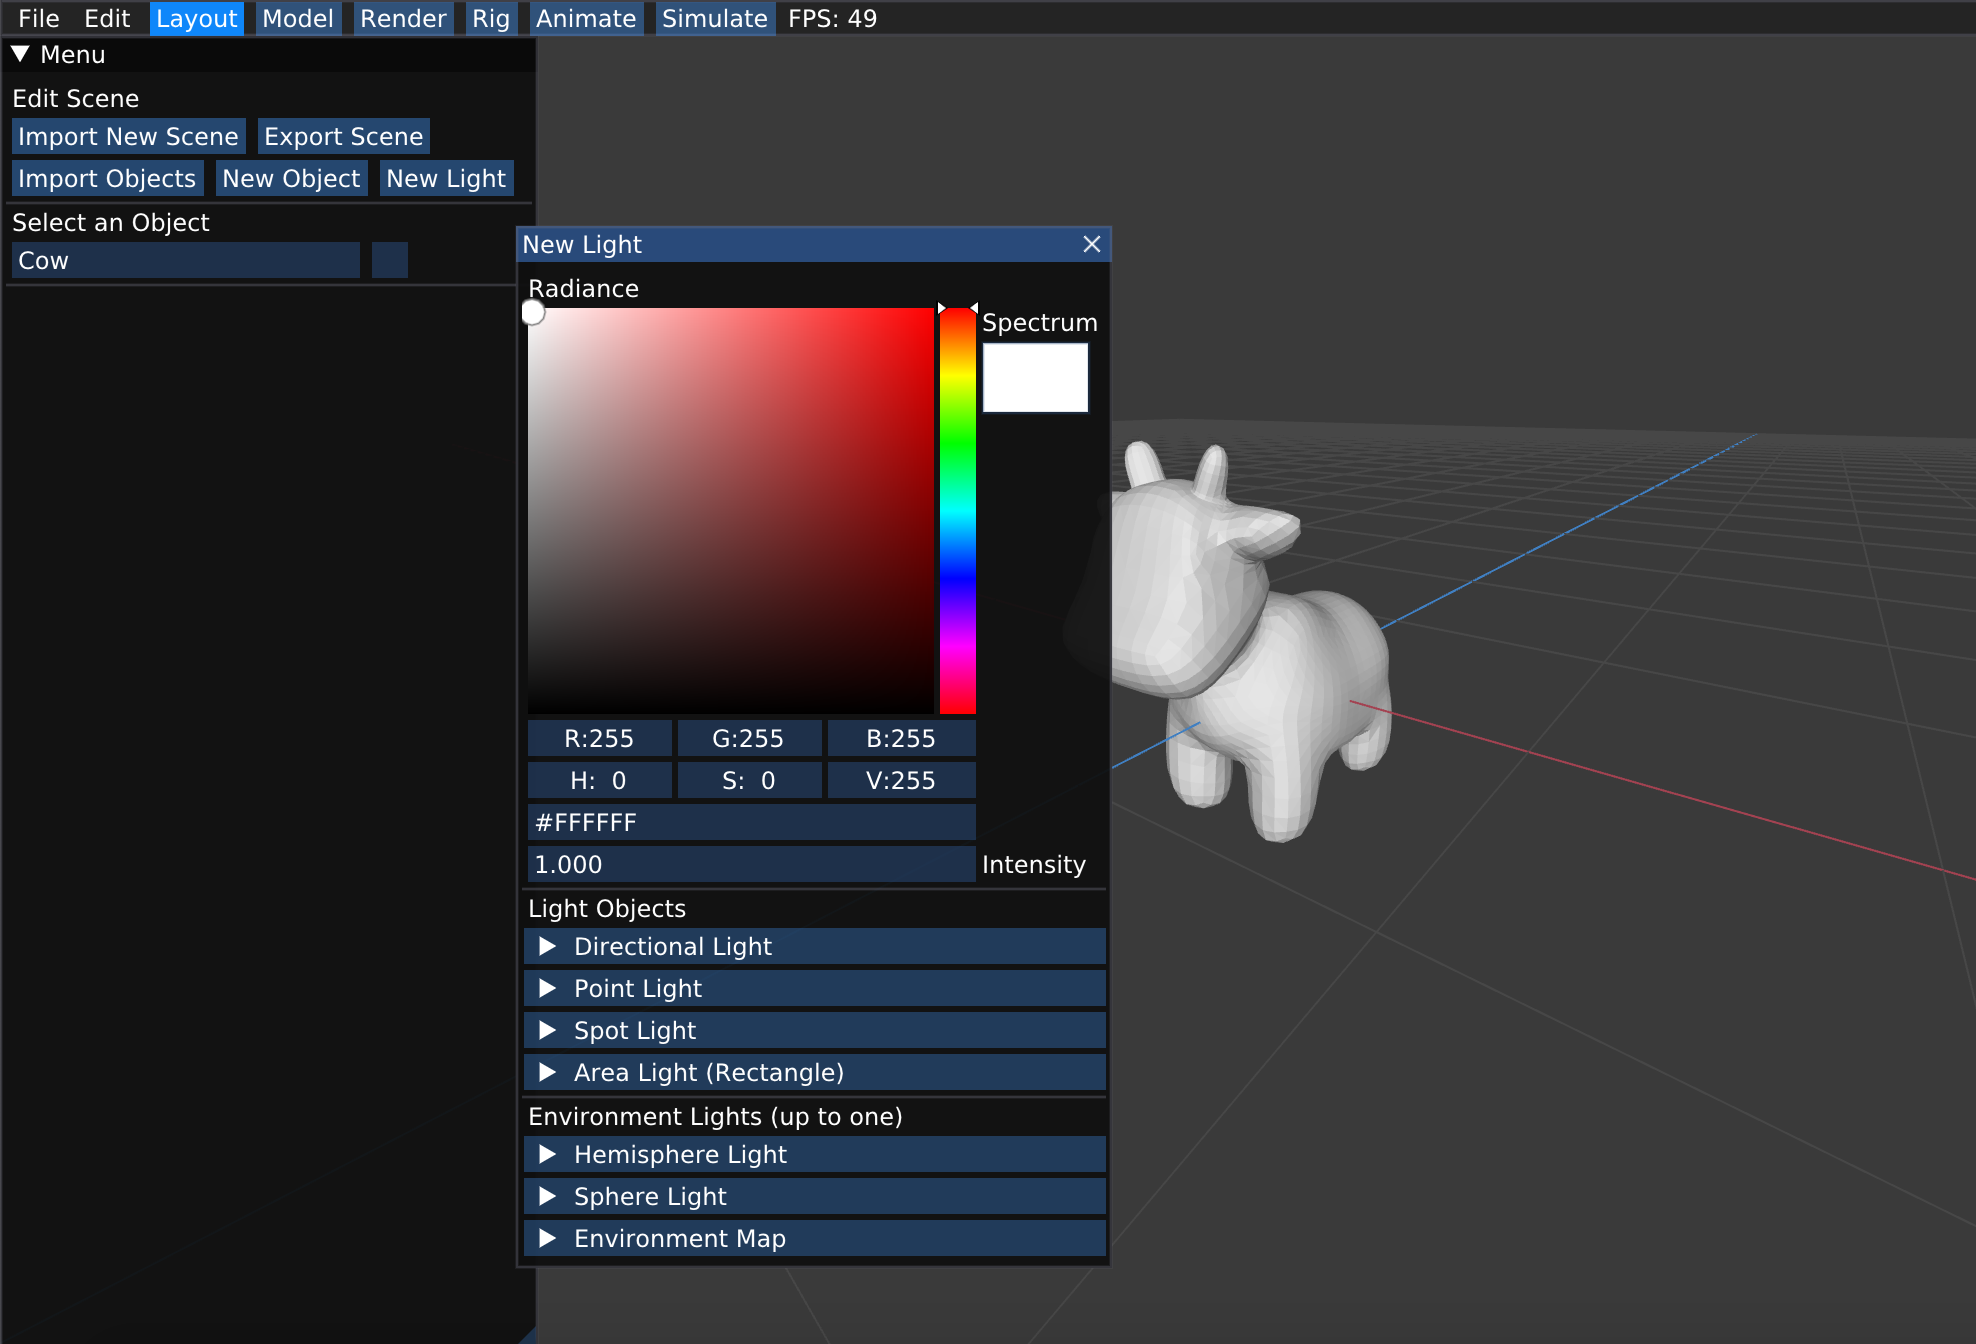 File Edit Layout Model Render Rig Animate Simulate FPS: 49
Menu
Edit Scene
Import New Scene Export Scene
Import Objects New Object New Light
Select an Object
Cow
New Light
Radiance
Spectrum
R:255 G:255 B:255
H: 0 S: 0 V:255
#FFFFFF
1.000 Intensity
Light Objects
Directional Light
Point Light
Spot Light
Area Light (Rectangle)
Environment Lights (up to one)
Hemisphere Light
Sphere Light
Environment Map